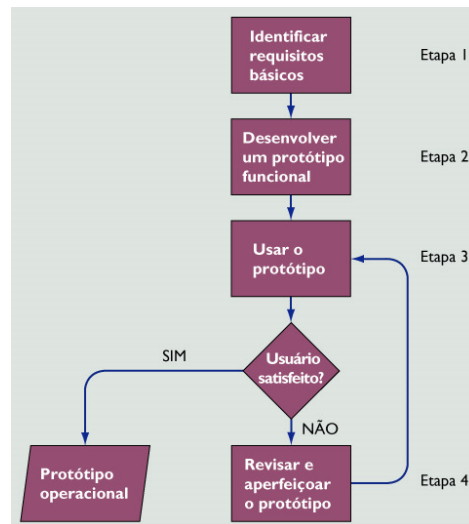 Identificar
requisitos
básicos
Etapa 1
Desenvolver
um protótipo
funcional
Etapa 2
Usar o
protótipo
Etapa 3
Usuário
satisfeito?
SIM
NÃO
Protótipo
operacional
Revisar e
aperfeiçoar
o protótipo
Etapa 4